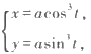 x = a cos³ t,
y = a sin³ t,